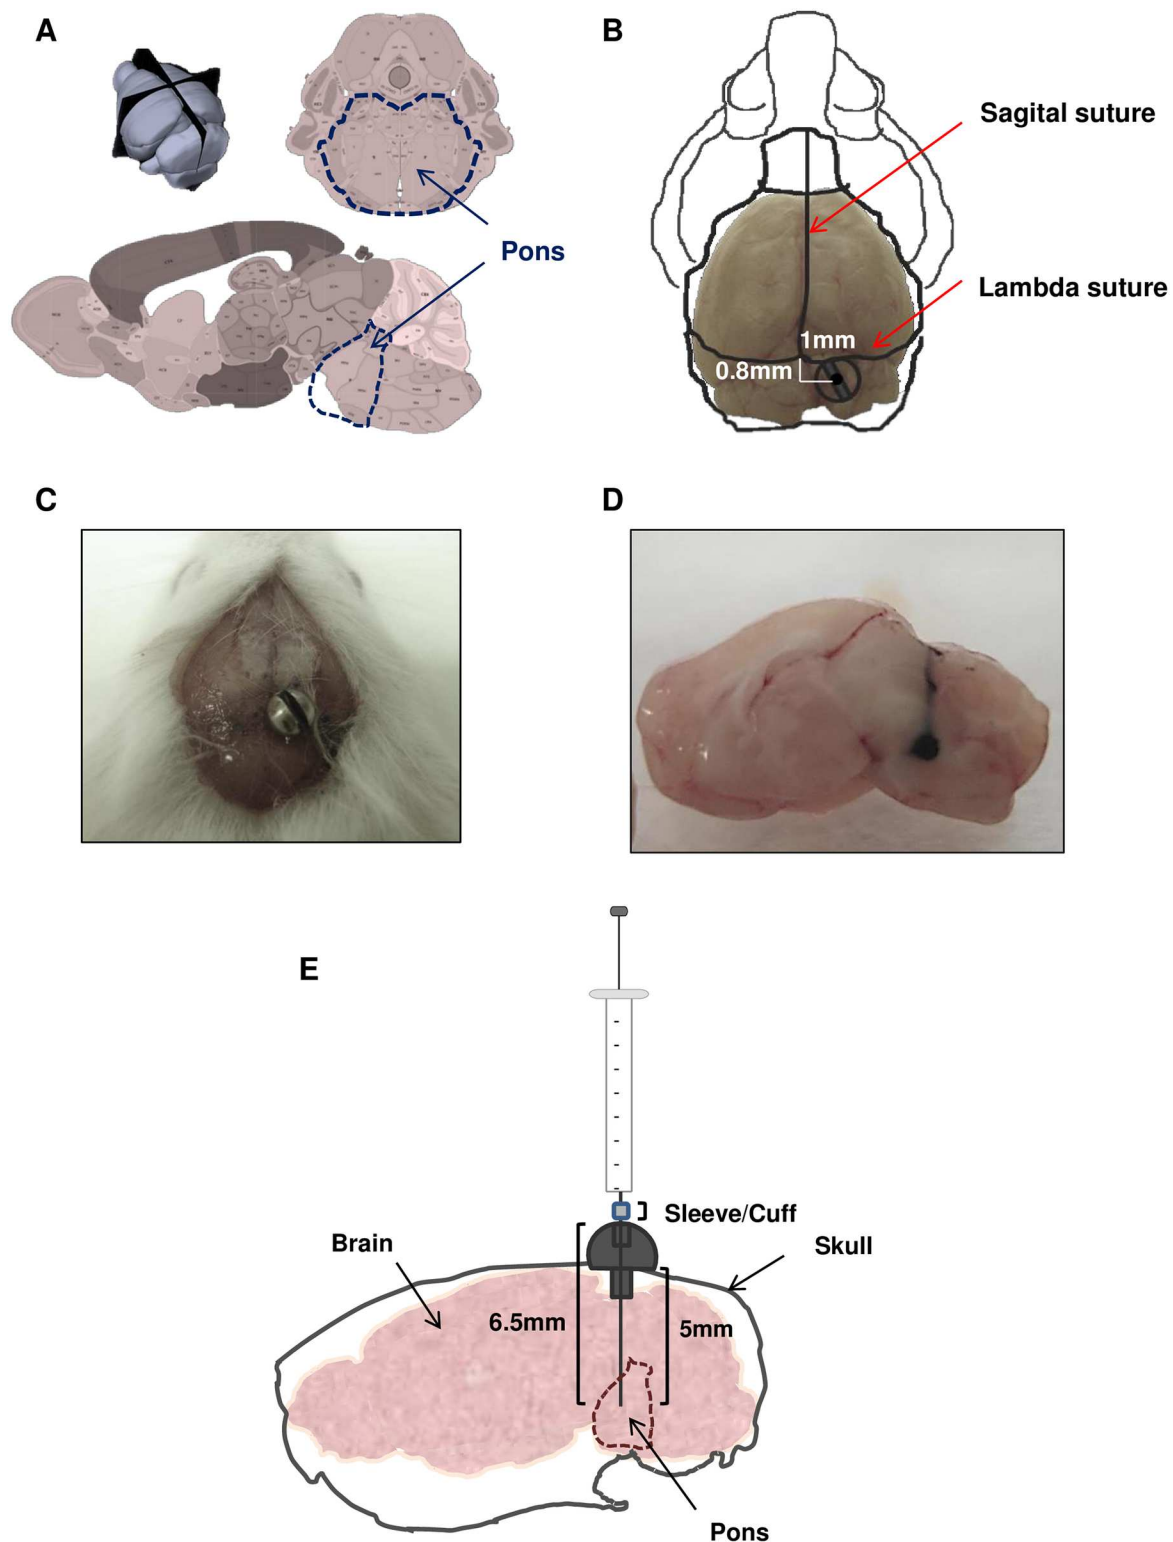 A
B
Sagital suture
Pons
Lambda suture
1mm
0.8mm
C
D
E
Sleeve/Cuff
Brain
Skull
6.5mm
5mm
Pons